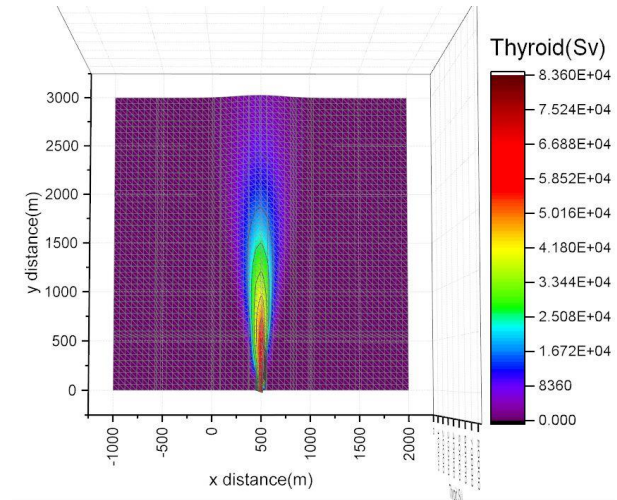 Thyroid(Sv)
8.360E+04
7.524E+04
6.688E+04
5.852E+04
5.016E+04
4.180E+04
3.344E+04
2.508E+04
1.672E+04
8360
0.000
3000
2500
2000
1500
1000
500
0
y distance(m)
-1000
-500
0
500
1000
1500
2000
x distance(m)